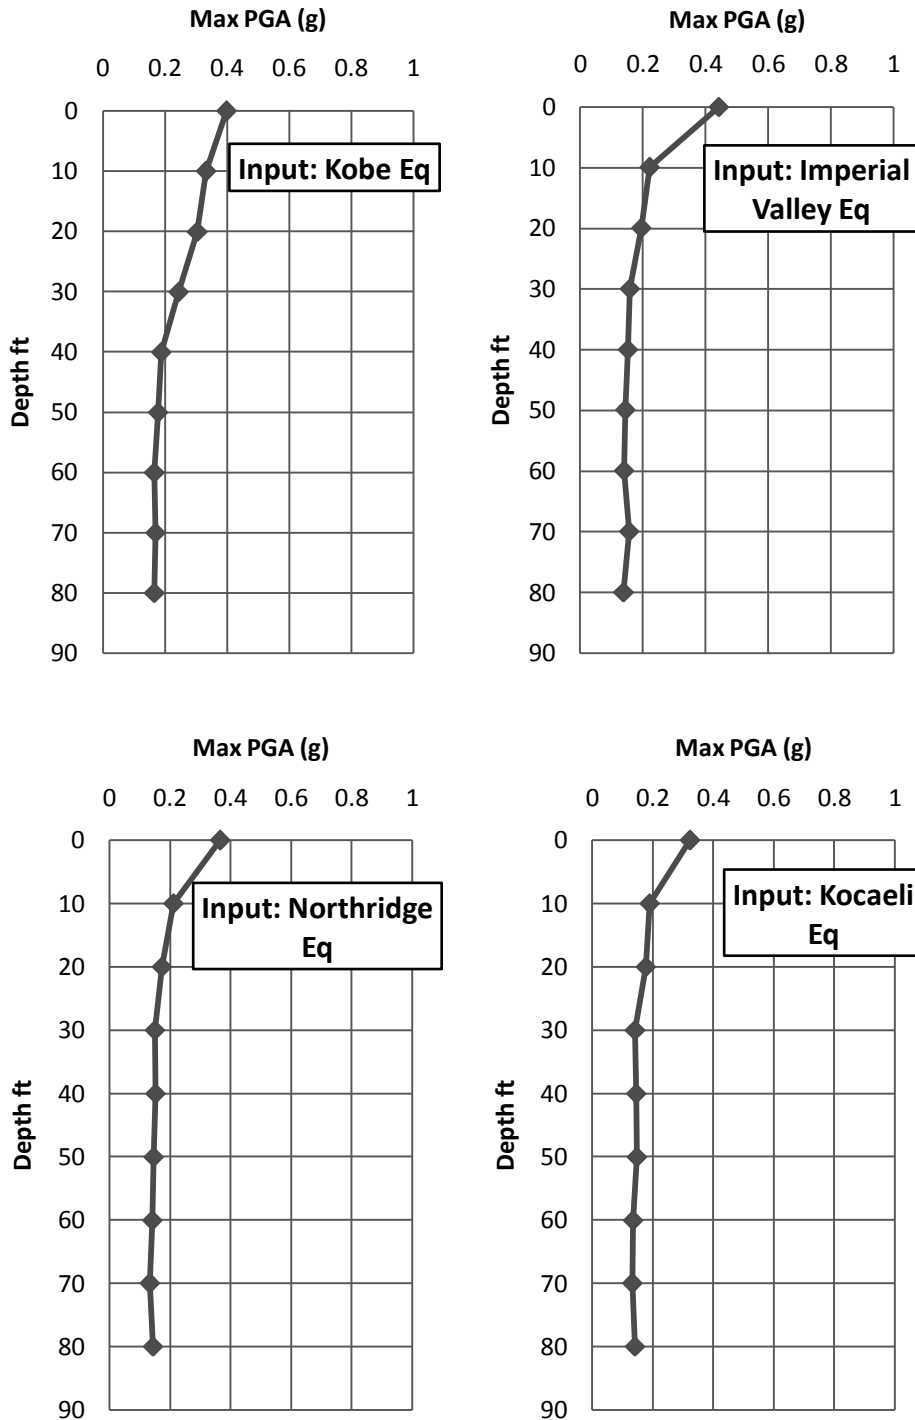 Max PGA (g)
0 0.2 0.4 0.6 0.8 1
0
10
20
30
40
50
60
70
80
90
Depth ft
Input: Kobe Eq
Max PGA (g)
0 0.2 0.4 0.6 0.8 1
0
10
20
30
40
50
60
70
80
90
Depth ft
Input: Imperial
Valley Eq
Max PGA (g)
0 0.2 0.4 0.6 0.8 1
0
10
20
30
40
50
60
70
80
90
Depth ft
Input: Northridge
Eq
Max PGA (g)
0 0.2 0.4 0.6 0.8 1
0
10
20
30
40
50
60
70
80
90
Depth ft
Input: Kocaeli
Eq